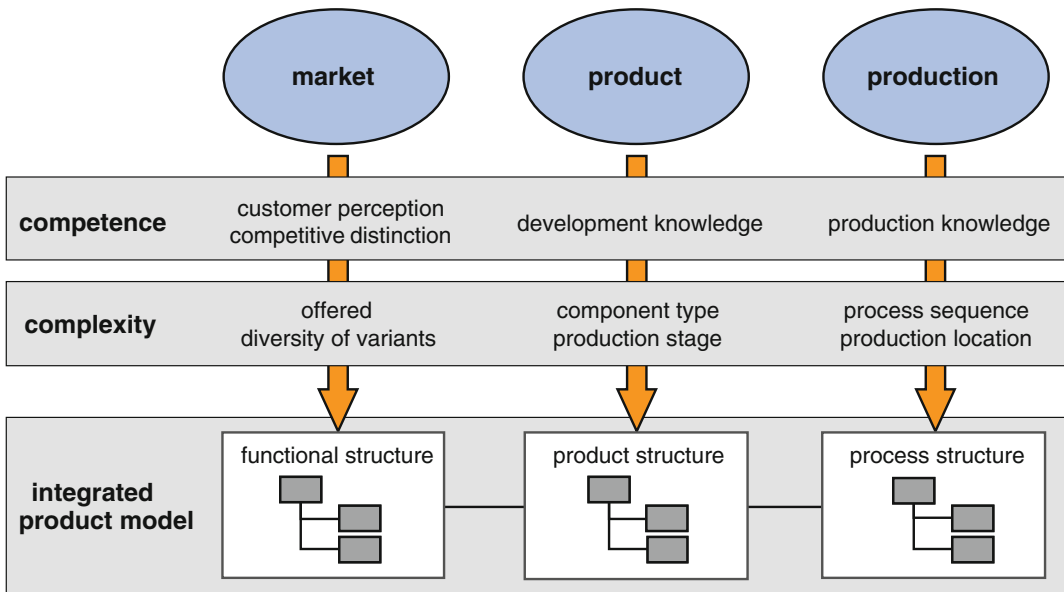 market
product
production
competence
customer perception
competitive distinction
development knowledge
production knowledge
complexity
offered
diversity of variants
component type
production stage
process sequence
production location
integrated
product model
functional structure
product structure
process structure